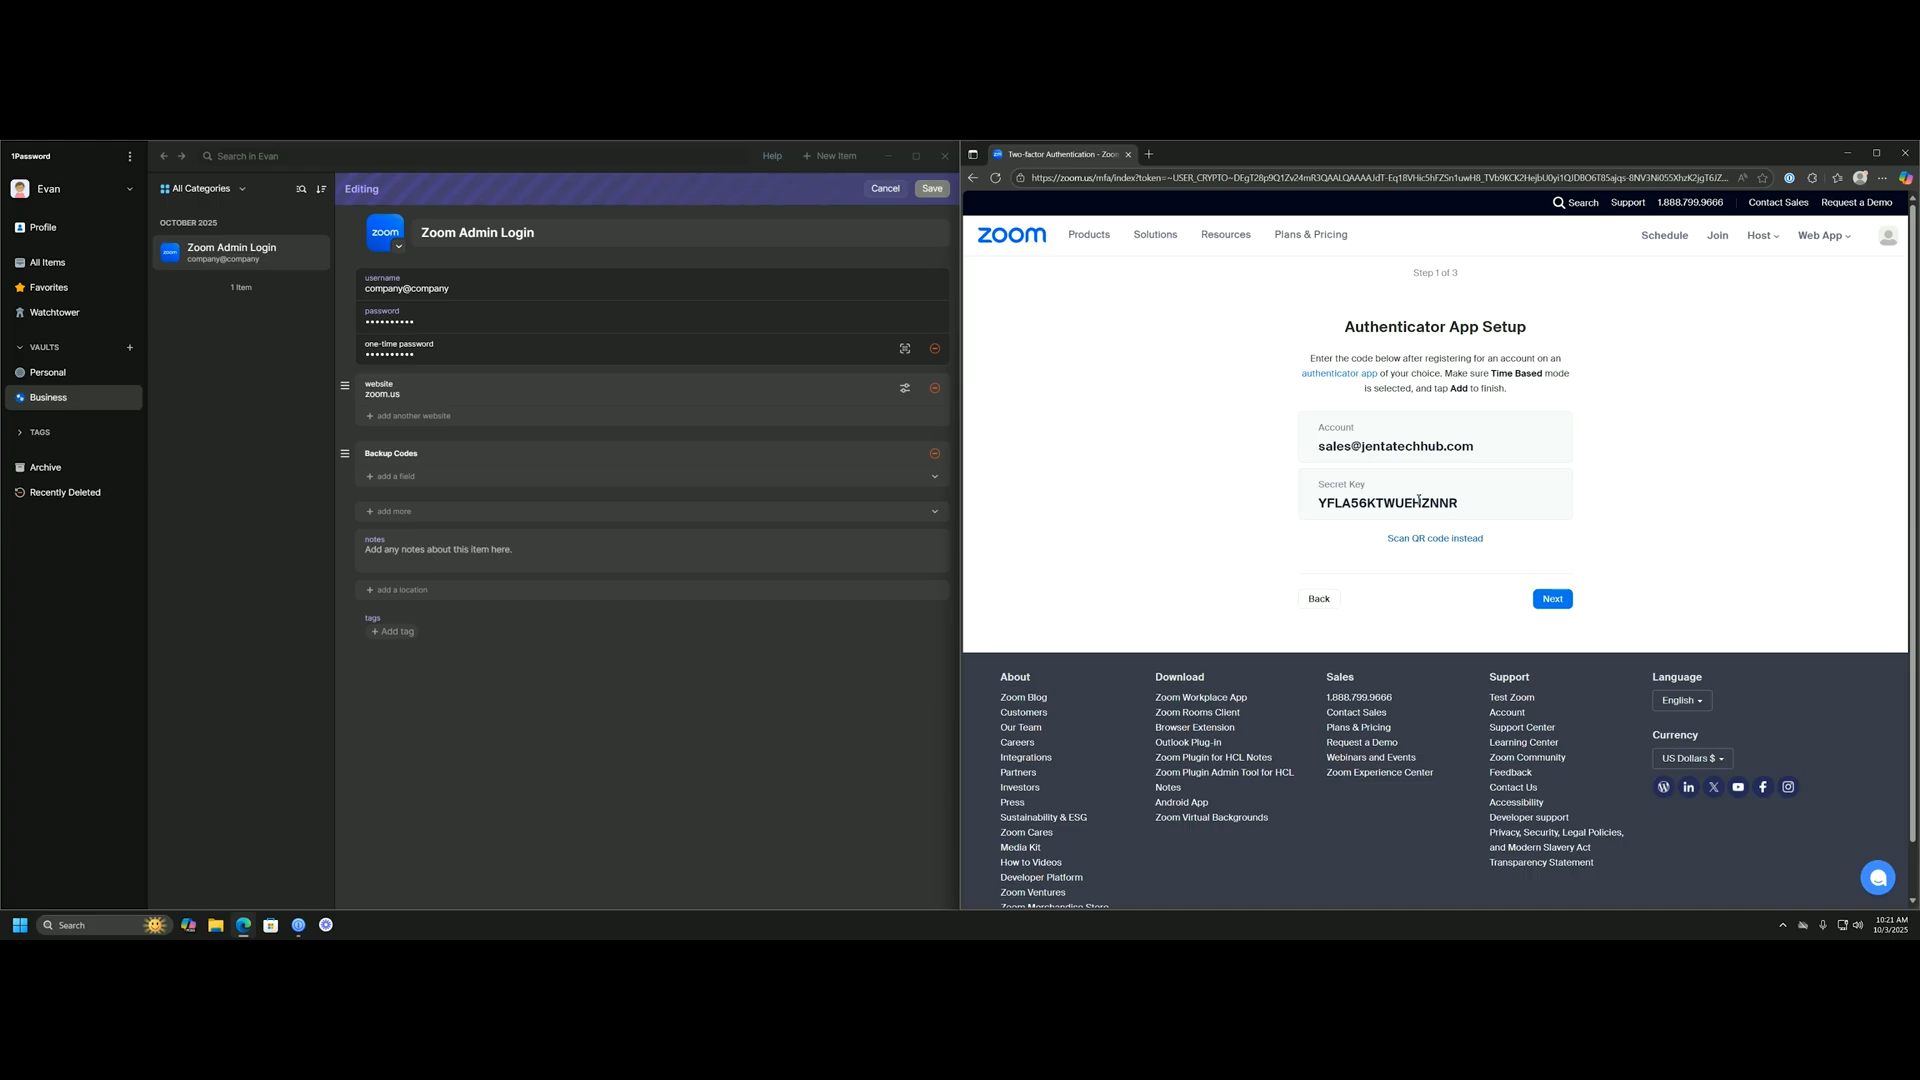 1Password
Evan
Profile
All Items
Favorites
Watchtower
VAULTS
Personal
Business
TAGS
Archive
Recently Deleted
Search in Evan
Help
New Item
All Categories
OCTOBER 2025
zoom
Zoom Admin Login
company@company
1 Item
Editing
Cancel
Save
zoom
Zoom Admin Login
username
company@company
password
••••••••••
one-time password
••••••••••
website
zoom.us
+ add another website
Backup Codes
+ add a field
+ add more
notes
Add any notes about this item here.
+ add a location
tags
+ Add tag
Two-factor Authentication - Zoom
Search
Support
1.888.799.9666
Contact Sales
Request a Demo
zoom
Products
Solutions
Resources
Plans & Pricing
Schedule
Join
Host
Web App
Step 1 of 3
Authenticator App Setup
Enter the code below after registering for an account on an
authenticator app of your choice. Make sure Time Based mode
is selected, and tap Add to finish.
Account
sales@jentatechhub.com
Secret Key
YFLA56KTWUEHZNNR
Scan QR code instead
Back
Next
About
Zoom Blog
Customers
Our Team
Careers
Integrations
Partners
Investors
Press
Sustainability & ESG
Zoom Cares
Media Kit
How to Videos
Developer Platform
Zoom Ventures
Zoom Merchandise Store
Download
Zoom Workplace App
Zoom Rooms Client
Browser Extension
Outlook Plug-in
Zoom Plugin for HCL Notes
Zoom Plugin Admin Tool for HCL
Notes
Android App
Zoom Virtual Backgrounds
Sales
1.888.799.9666
Contact Sales
Plans & Pricing
Request a Demo
Webinars and Events
Zoom Experience Center
Support
Test Zoom
Account
Support Center
Learning Center
Zoom Community
Feedback
Contact Us
Accessibility
Developer support
Privacy, Security, Legal Policies,
and Modern Slavery Act
Transparency Statement
Language
English
Currency
US Dollars $
Search
10:21 AM
10/3/2025